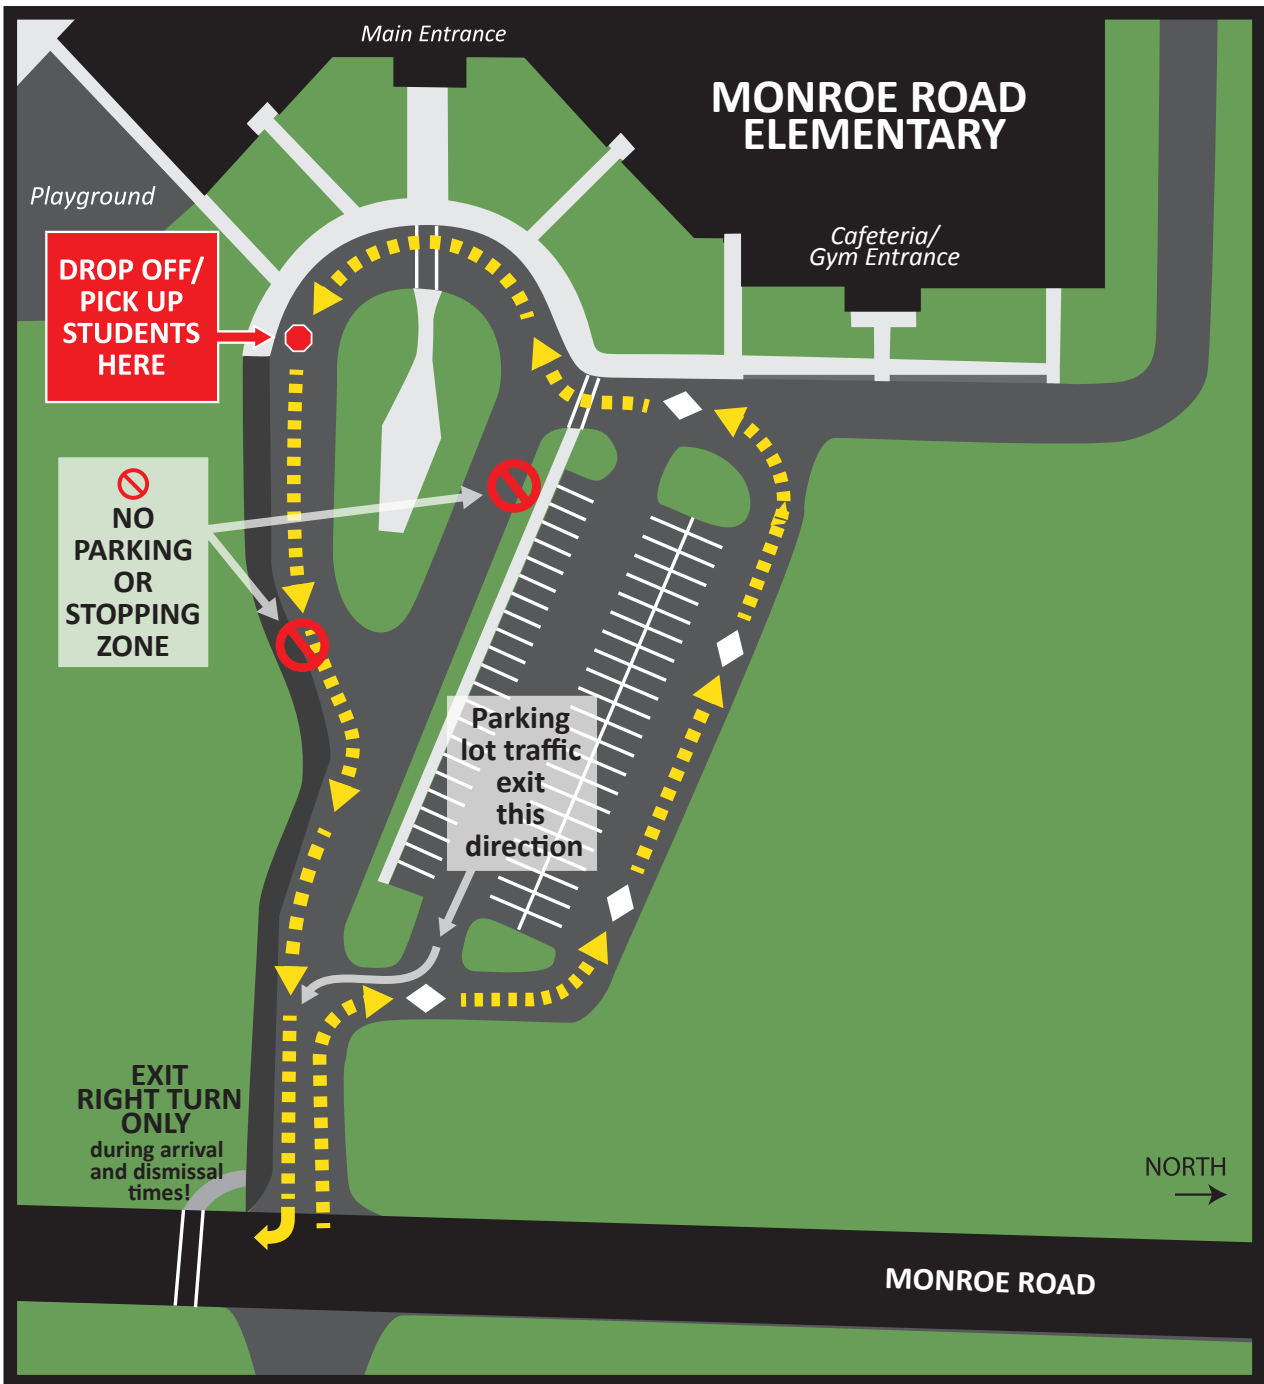 Main Entrance
MONROE ROAD
ELEMENTARY
Playground
Cafeteria/
Gym Entrance
DROP OFF/
PICK UP
STUDENTS
HERE
NO
PARKING
OR
STOPPING
ZONE
Parking
lot traffic
exit
this
direction
EXIT
RIGHT TURN
ONLY
during arrival
and dismissal
times!
NORTH
MONROE ROAD